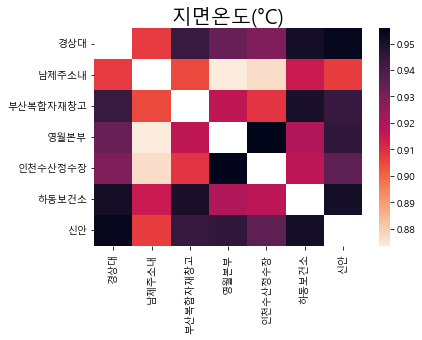 지면온도(°C)
경상대
남제주소내
부산복합자재창고
영월본부
인천수산정수장
하동보건소
신안
경상대
남제주소내
부산복합자재창고
영월본부
인천수산정수장
하동보건소
신안
0.95
0.94
0.93
0.92
0.91
0.90
0.89
0.88